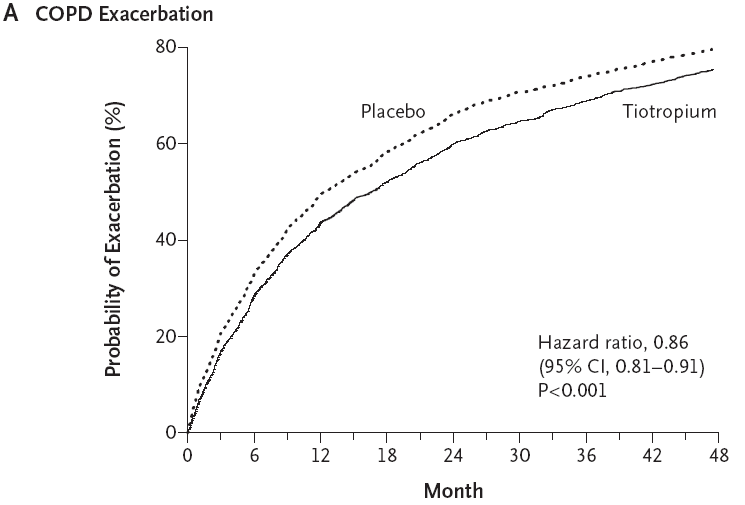 A COPD Exacerbation
Probability of Exacerbation (%)
80
60
40
20
0
Placebo
Tiotropium
Hazard ratio, 0.86
(95% CI, 0.81–0.91)
P<0.001
0 6 12 18 24 30 36 42 48
Month